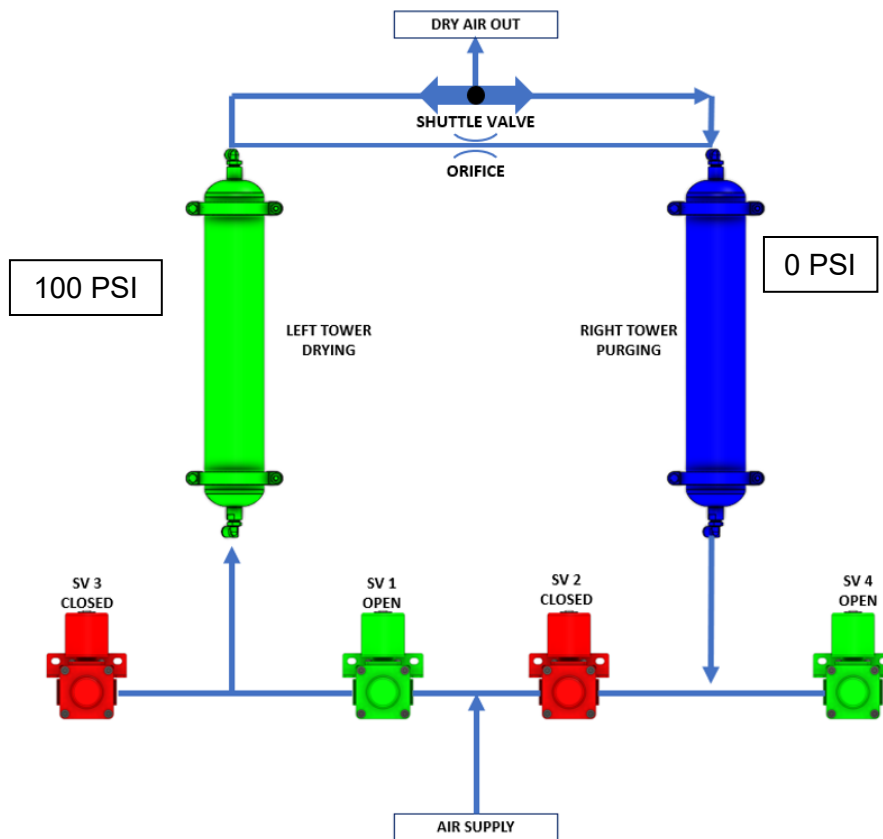 DRY AIR OUT
SHUTTLE VALVE
ORIFICE
100 PSI
0 PSI
LEFT TOWER
DRYING
RIGHT TOWER
PURGING
SV 3
CLOSED
SV 1
OPEN
SV 2
CLOSED
SV 4
OPEN
AIR SUPPLY